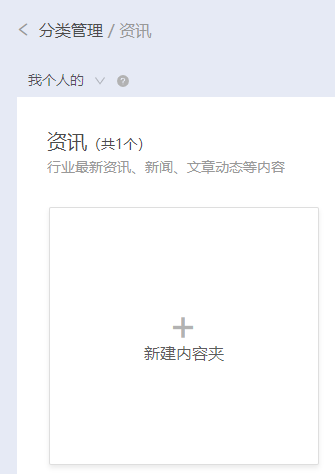 分类管理 / 资讯
我个人的
资讯（共1个）
行业最新资讯、新闻、文章动态等内容
新建内容夹